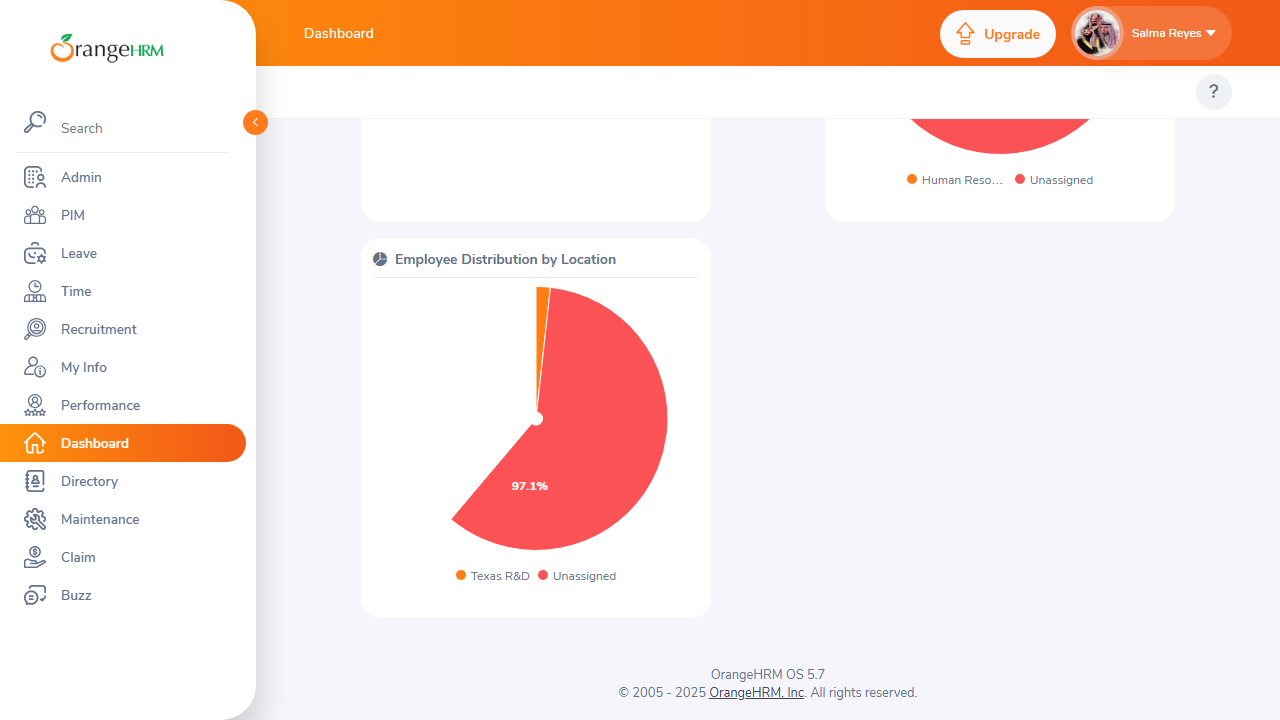 OrangeHRM
Dashboard
Upgrade
Salma Reyes
?
Search
Admin
PIM
Leave
Time
Recruitment
My Info
Performance
Dashboard
Directory
Maintenance
Claim
Buzz
Human Reso…
Unassigned
Employee Distribution by Location
97.1%
Texas R&D
Unassigned
OrangeHRM OS 5.7
© 2005 - 2025 OrangeHRM, Inc. All rights reserved.